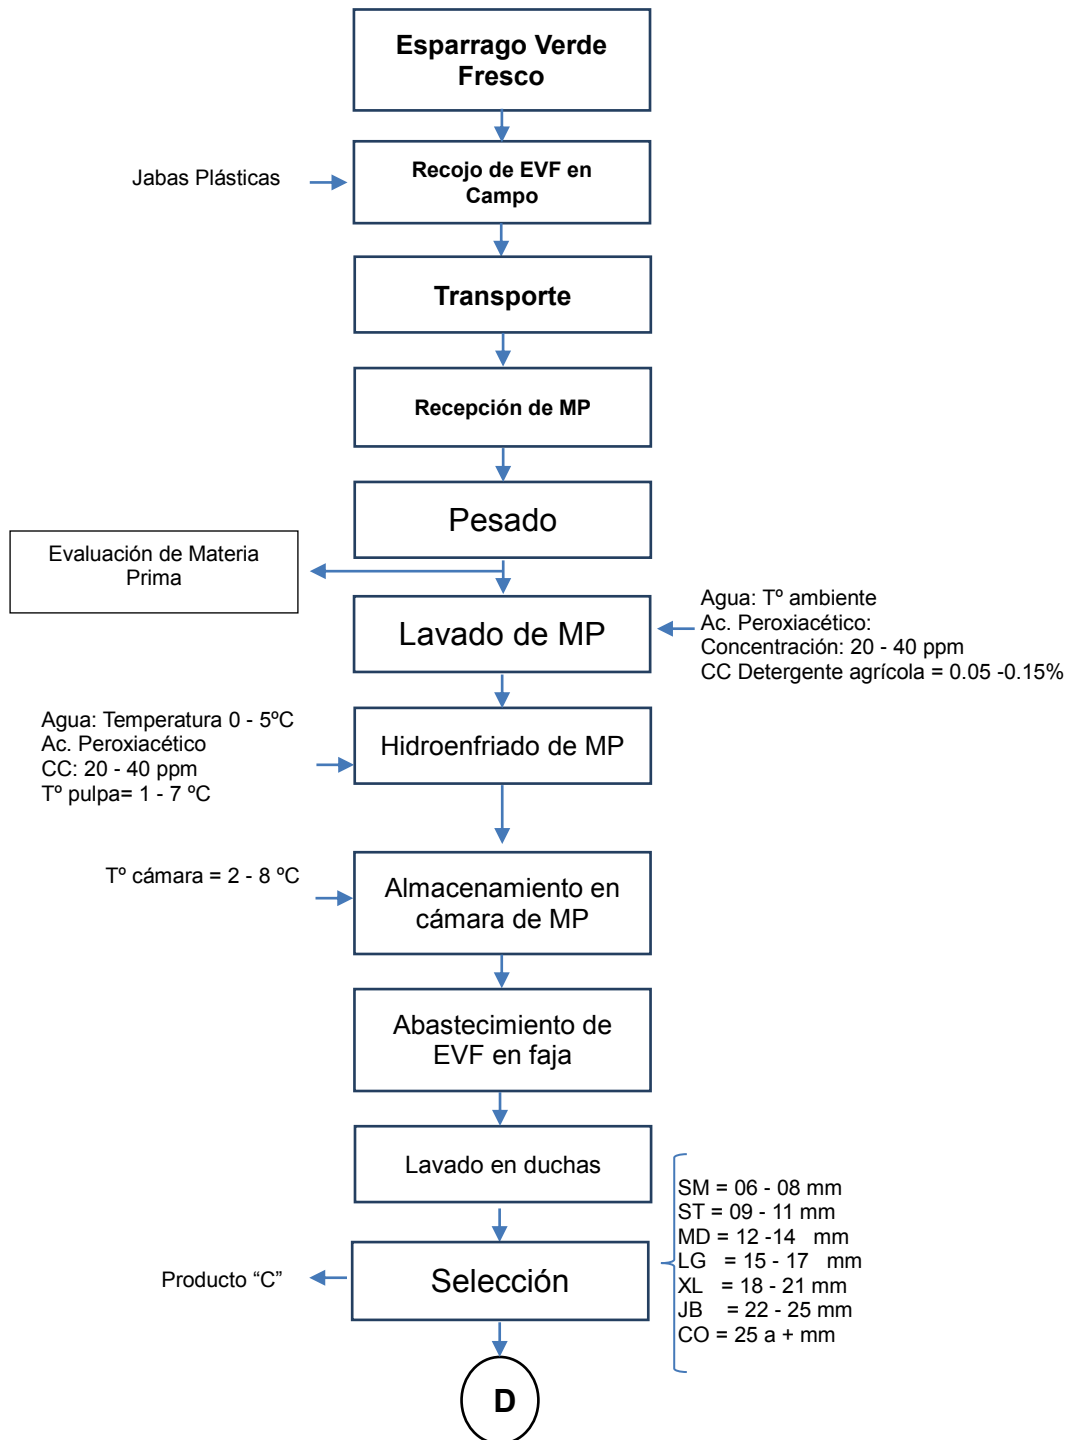 Esparrago Verde
Fresco
Jabas Plásticas
Recojo de EVF en
Campo
Transporte
Recepción de MP
Pesado
Evaluación de Materia
Prima
Lavado de MP
Agua: Tº ambiente
Ac. Peroxiacético:
Concentración: 20 - 40 ppm
CC Detergente agrícola = 0.05 -0.15%
Agua: Temperatura 0 - 5ºC
Ac. Peroxiacético
CC: 20 - 40 ppm
Tº pulpa= 1 - 7 ºC
Hidroenfriado de MP
Tº cámara = 2 - 8 ºC
Almacenamiento en
cámara de MP
Abastecimiento de
EVF en faja
Lavado en duchas
SM = 06 - 08 mm
ST = 09 - 11 mm
MD = 12 -14 mm
LG = 15 - 17 mm
XL = 18 - 21 mm
JB = 22 - 25 mm
CO = 25 a + mm
Producto “C”
Selección
D